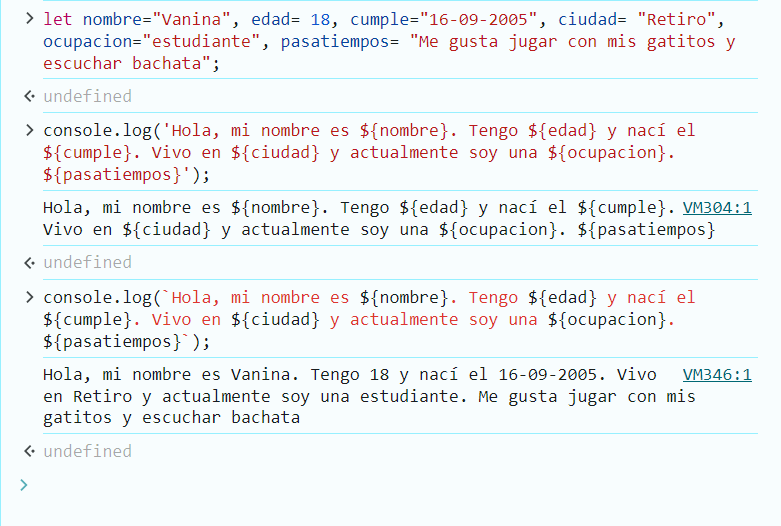 let nombre="Vanina", edad= 18, cumple="16-09-2005", ciudad= "Retiro",
ocupacion="estudiante", pasatiempos= "Me gusta jugar con mis gatitos y
escuchar bachata";
undefined
console.log('Hola, mi nombre es ${nombre}. Tengo ${edad} y nací el
${cumple}. Vivo en ${ciudad} y actualmente soy una ${ocupacion}.
${pasatiempos}');
Hola, mi nombre es ${nombre}. Tengo ${edad} y nací el ${cumple}. VM304:1
Vivo en ${ciudad} y actualmente soy una ${ocupacion}. ${pasatiempos}
undefined
console.log(`Hola, mi nombre es ${nombre}. Tengo ${edad} y nací el
${cumple}. Vivo en ${ciudad} y actualmente soy una ${ocupacion}.
${pasatiempos}`);
Hola, mi nombre es Vanina. Tengo 18 y nací el 16-09-2005. Vivo VM346:1
en Retiro y actualmente soy una estudiante. Me gusta jugar con mis
gatitos y escuchar bachata
undefined